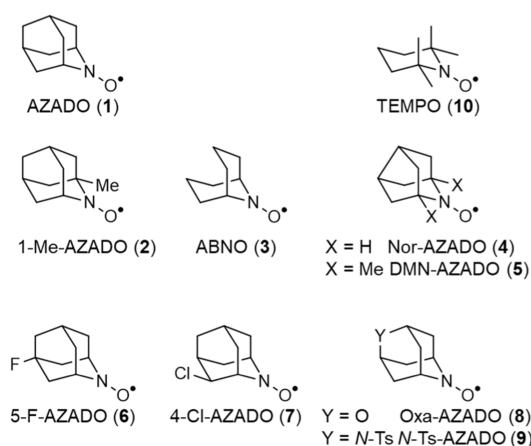 N O•
AZADO (1)
N O•
TEMPO (10)
Me
N O•
1-Me-AZADO (2)
N O•
ABNO (3)
X
N O•
X
X = H Nor-AZADO (4)
X = Me DMN-AZADO (5)
F
N O•
5-F-AZADO (6)
Cl
N O•
4-Cl-AZADO (7)
Y
N O•
Y = O Oxa-AZADO (8)
Y = N-Ts N-Ts-AZADO (9)